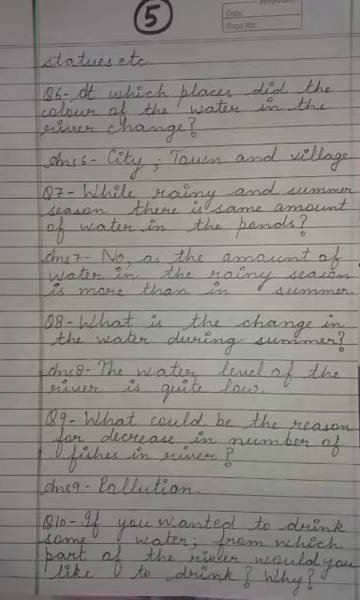 5
Date
Page No.
statues etc
Q6- At which places did the
colour of the water in the
river change?
Ans6- City, Town and village
Q7- While rainy and summer
season there is same amount
of water in the ponds?
Ans7- No, as the amount of
water in the rainy season
is more than in summer.
Q8- What is the change in
the water during summer?
Ans8- The water level of the
river is quite low.
Q9- What could be the reason
for decrease in number of
fishes in river?
Ans9- Pollution.
Q10- If you wanted to drink
some water, from which
part of the river would you
like to drink? Why?